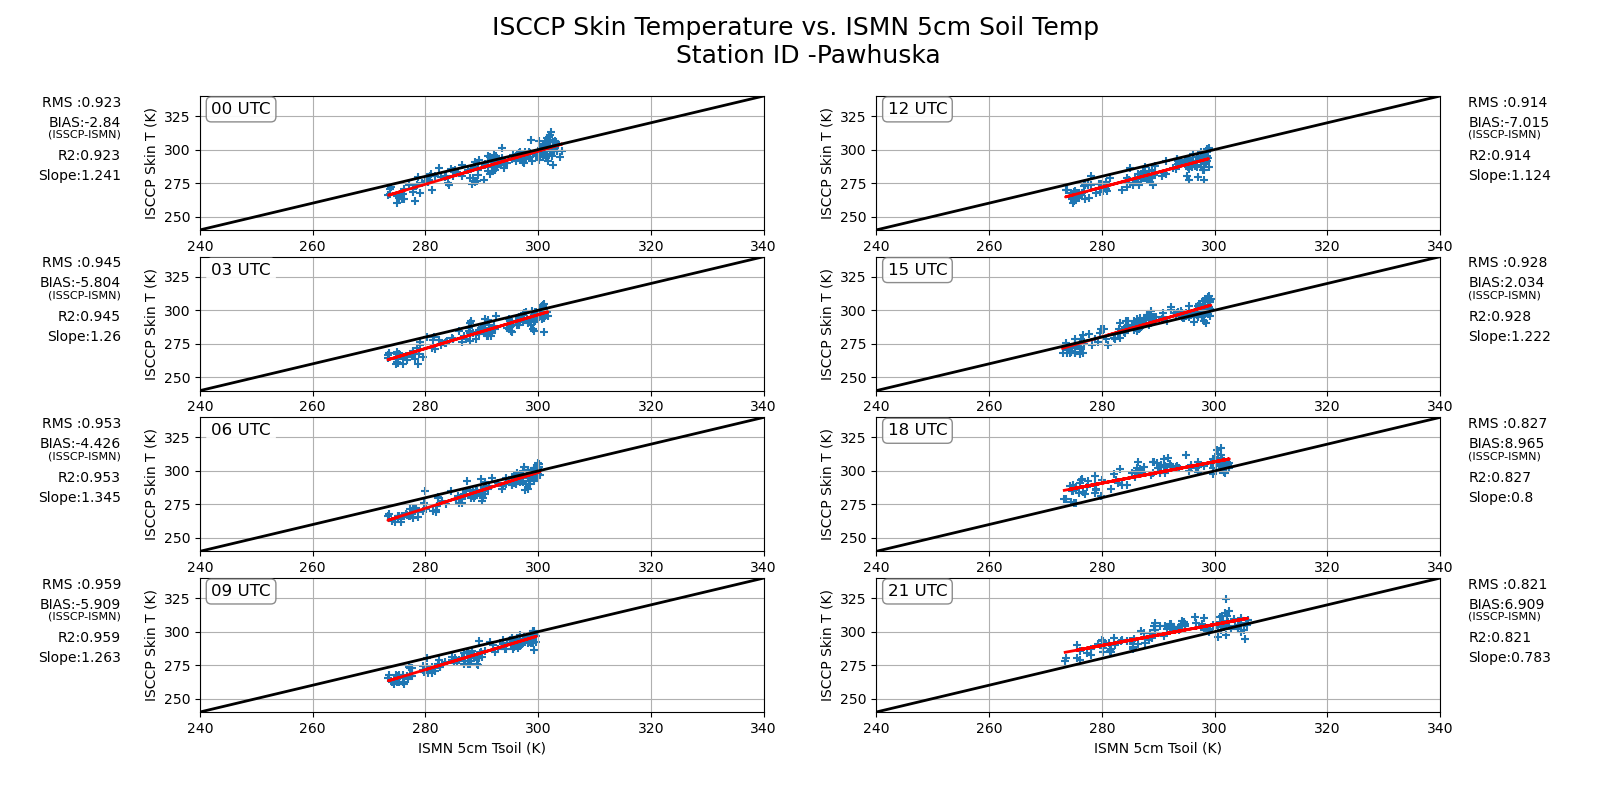 ISCCP Skin Temperature vs. ISMN 5cm Soil Temp
Station ID -Pawhuska
RMS :0.923
BIAS:-2.84
(ISSCP-ISMN)
R2:0.923
Slope:1.241
ISCCP Skin T (K)
325
300
275
250
00 UTC
240 260 280 300 320 340
RMS :0.914
BIAS:-7.015
(ISSCP-ISMN)
R2:0.914
Slope:1.124
ISCCP Skin T (K)
325
300
275
250
12 UTC
240 260 280 300 320 340
RMS :0.945
BIAS:-5.804
(ISSCP-ISMN)
R2:0.945
Slope:1.26
ISCCP Skin T (K)
325
300
275
250
03 UTC
240 260 280 300 320 340
RMS :0.928
BIAS:2.034
(ISSCP-ISMN)
R2:0.928
Slope:1.222
ISCCP Skin T (K)
325
300
275
250
15 UTC
240 260 280 300 320 340
RMS :0.953
BIAS:-4.426
(ISSCP-ISMN)
R2:0.953
Slope:1.345
ISCCP Skin T (K)
325
300
275
250
06 UTC
240 260 280 300 320 340
RMS :0.827
BIAS:8.965
(ISSCP-ISMN)
R2:0.827
Slope:0.8
ISCCP Skin T (K)
325
300
275
250
18 UTC
240 260 280 300 320 340
RMS :0.959
BIAS:-5.909
(ISSCP-ISMN)
R2:0.959
Slope:1.263
ISCCP Skin T (K)
325
300
275
250
09 UTC
240 260 280 300 320 340
ISMN 5cm Tsoil (K)
RMS :0.821
BIAS:6.909
(ISSCP-ISMN)
R2:0.821
Slope:0.783
ISCCP Skin T (K)
325
300
275
250
21 UTC
240 260 280 300 320 340
ISMN 5cm Tsoil (K)